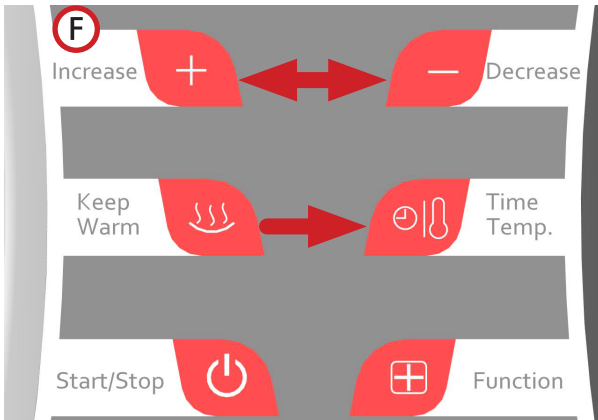 F
Increase
Decrease
Keep
Warm
Time
Temp.
Start/Stop
Function